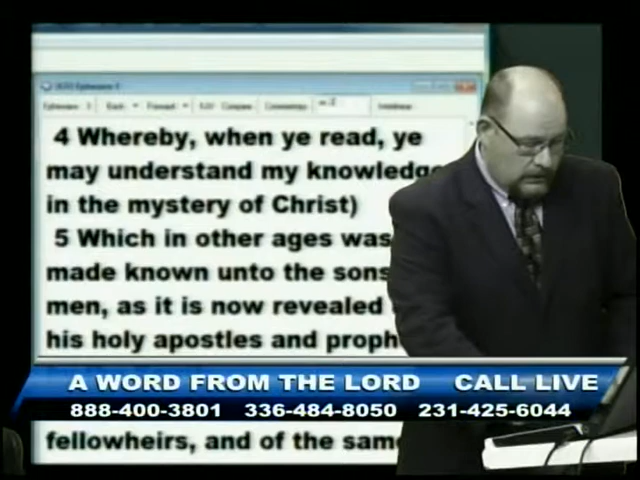 4 Whereby, when ye read, ye
may understand my knowledge
in the mystery of Christ)
5 Which in other ages was
made known unto the sons
men, as it is now revealed
his holy apostles and proph
A WORD FROM THE LORD CALL LIVE
888-400-3801 336-484-8050 231-425-6044
fellowheirs, and of the same